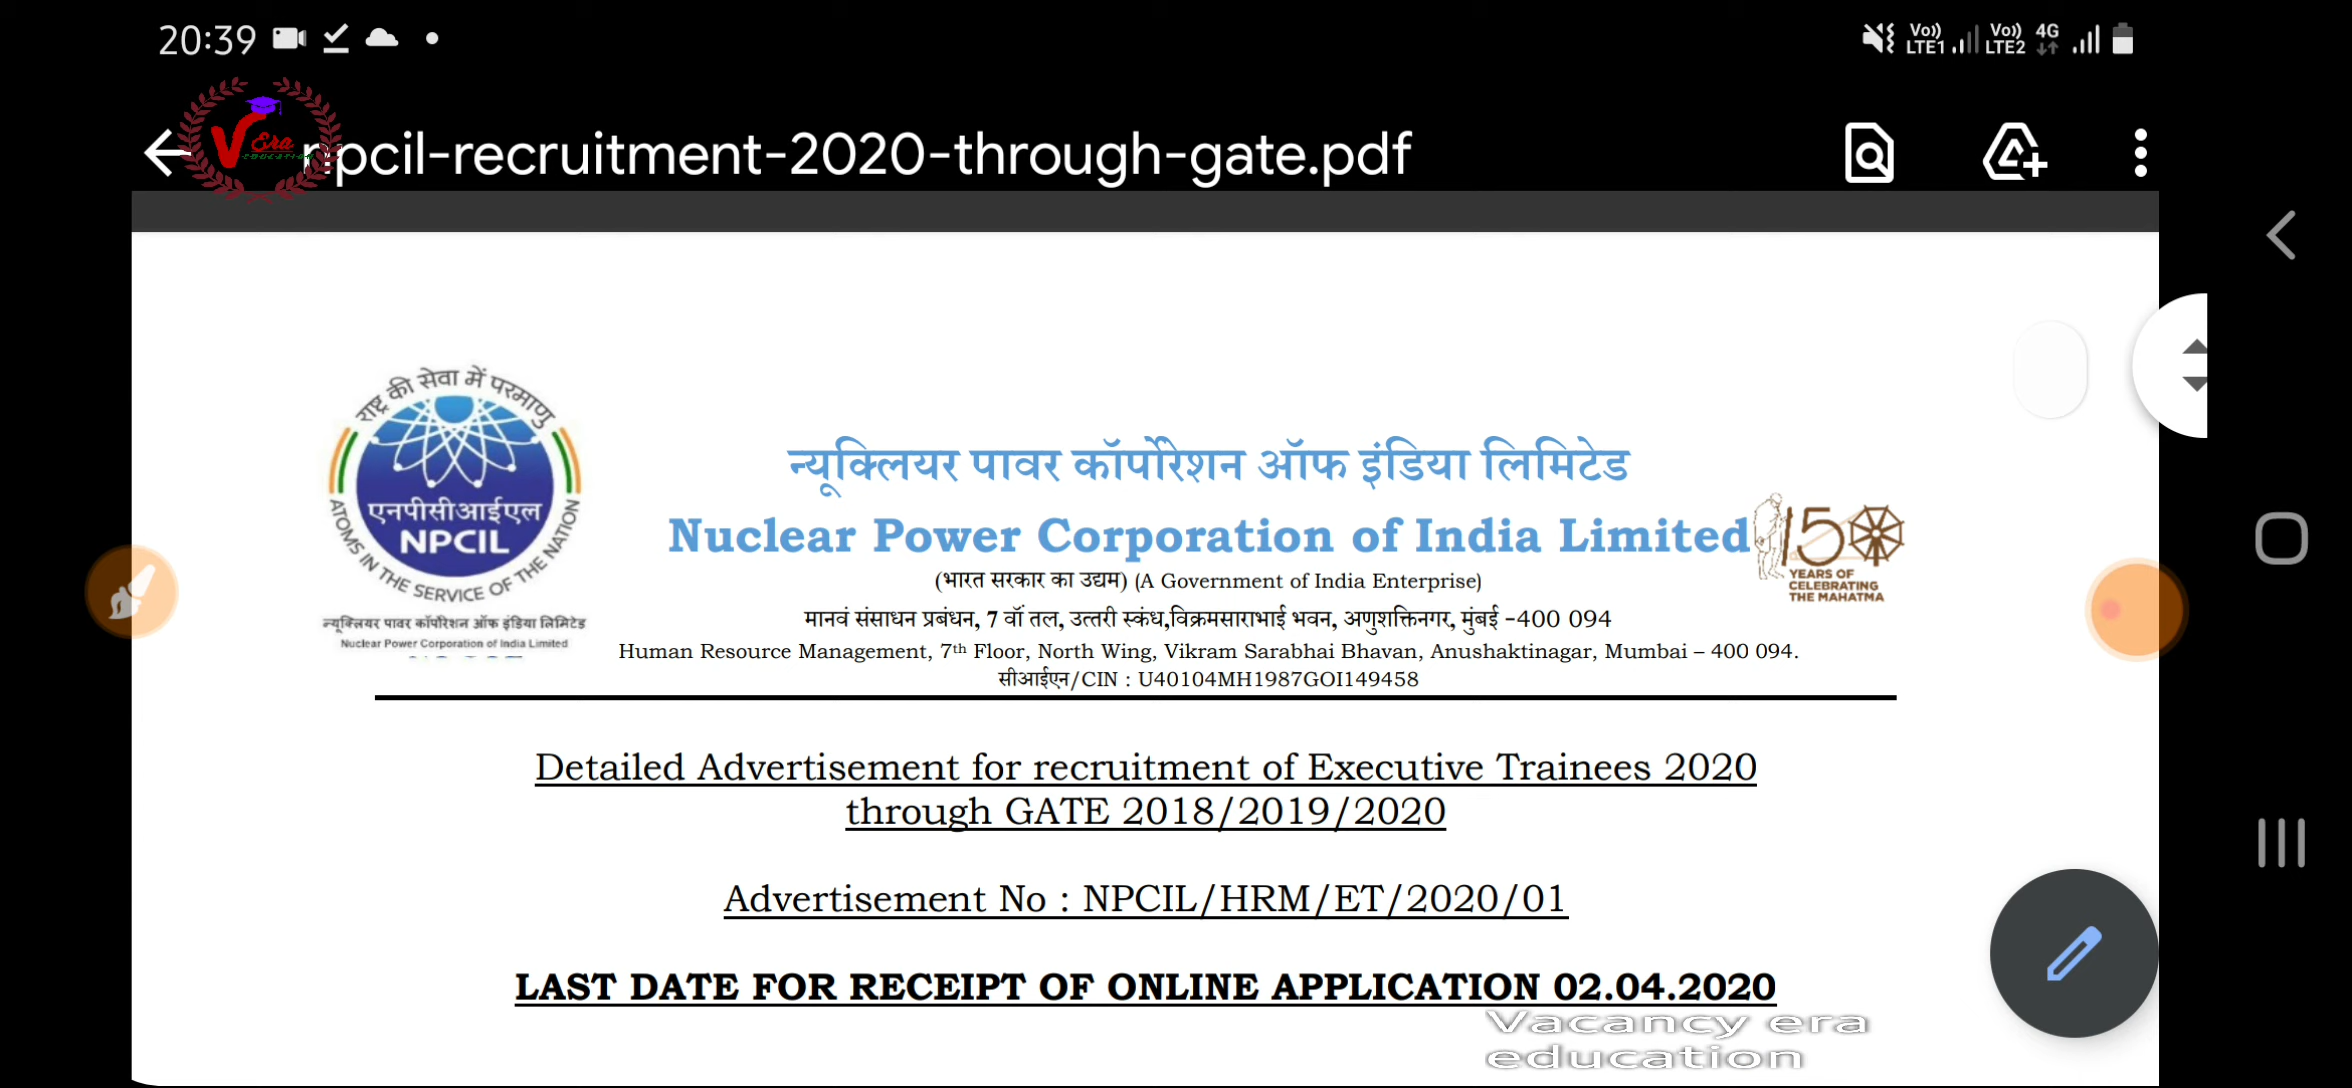 20:39
Vo)) LTE1 Vo)) LTE2 4G
V Era EDUCATION
npcil-recruitment-2020-through-gate.pdf
राष्ट्र की सेवा में परमाणु
एनपीसीआईएल
NPCIL
ATOMS IN THE SERVICE OF THE NATION
न्यूक्लियर पावर कॉर्पोरेशन ऑफ इंडिया लिमिटेड
Nuclear Power Corporation of India Limited
न्यूक्लियर पावर कॉर्पोरेशन ऑफ इंडिया लिमिटेड
Nuclear Power Corporation of India Limited
150
YEARS OF
CELEBRATING
THE MAHATMA
(भारत सरकार का उद्यम) (A Government of India Enterprise)
मानवं संसाधन प्रबंधन, 7 वॉं तल, उत्तरी स्कंध,विक्रमसाराभाई भवन, अणुशक्तिनगर, मुंबई -400 094
Human Resource Management, 7th Floor, North Wing, Vikram Sarabhai Bhavan, Anushaktinagar, Mumbai – 400 094.
सीआईएन/CIN : U40104MH1987GOI149458
Detailed Advertisement for recruitment of Executive Trainees 2020
through GATE 2018/2019/2020
Advertisement No : NPCIL/HRM/ET/2020/01
LAST DATE FOR RECEIPT OF ONLINE APPLICATION 02.04.2020
Vacancy era
education